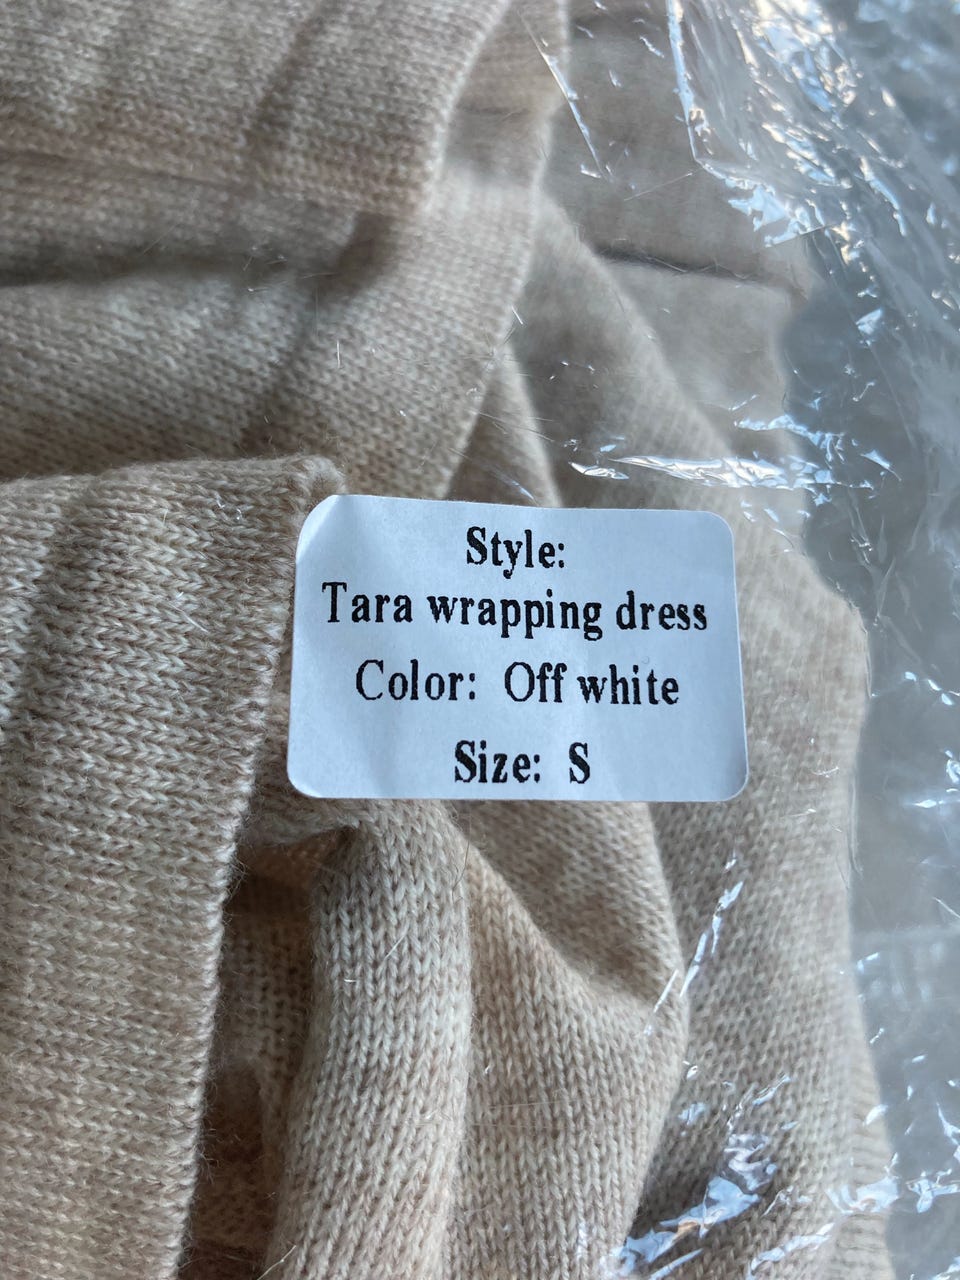 Style:
Tara wrapping dress
Color: Off white
Size: S